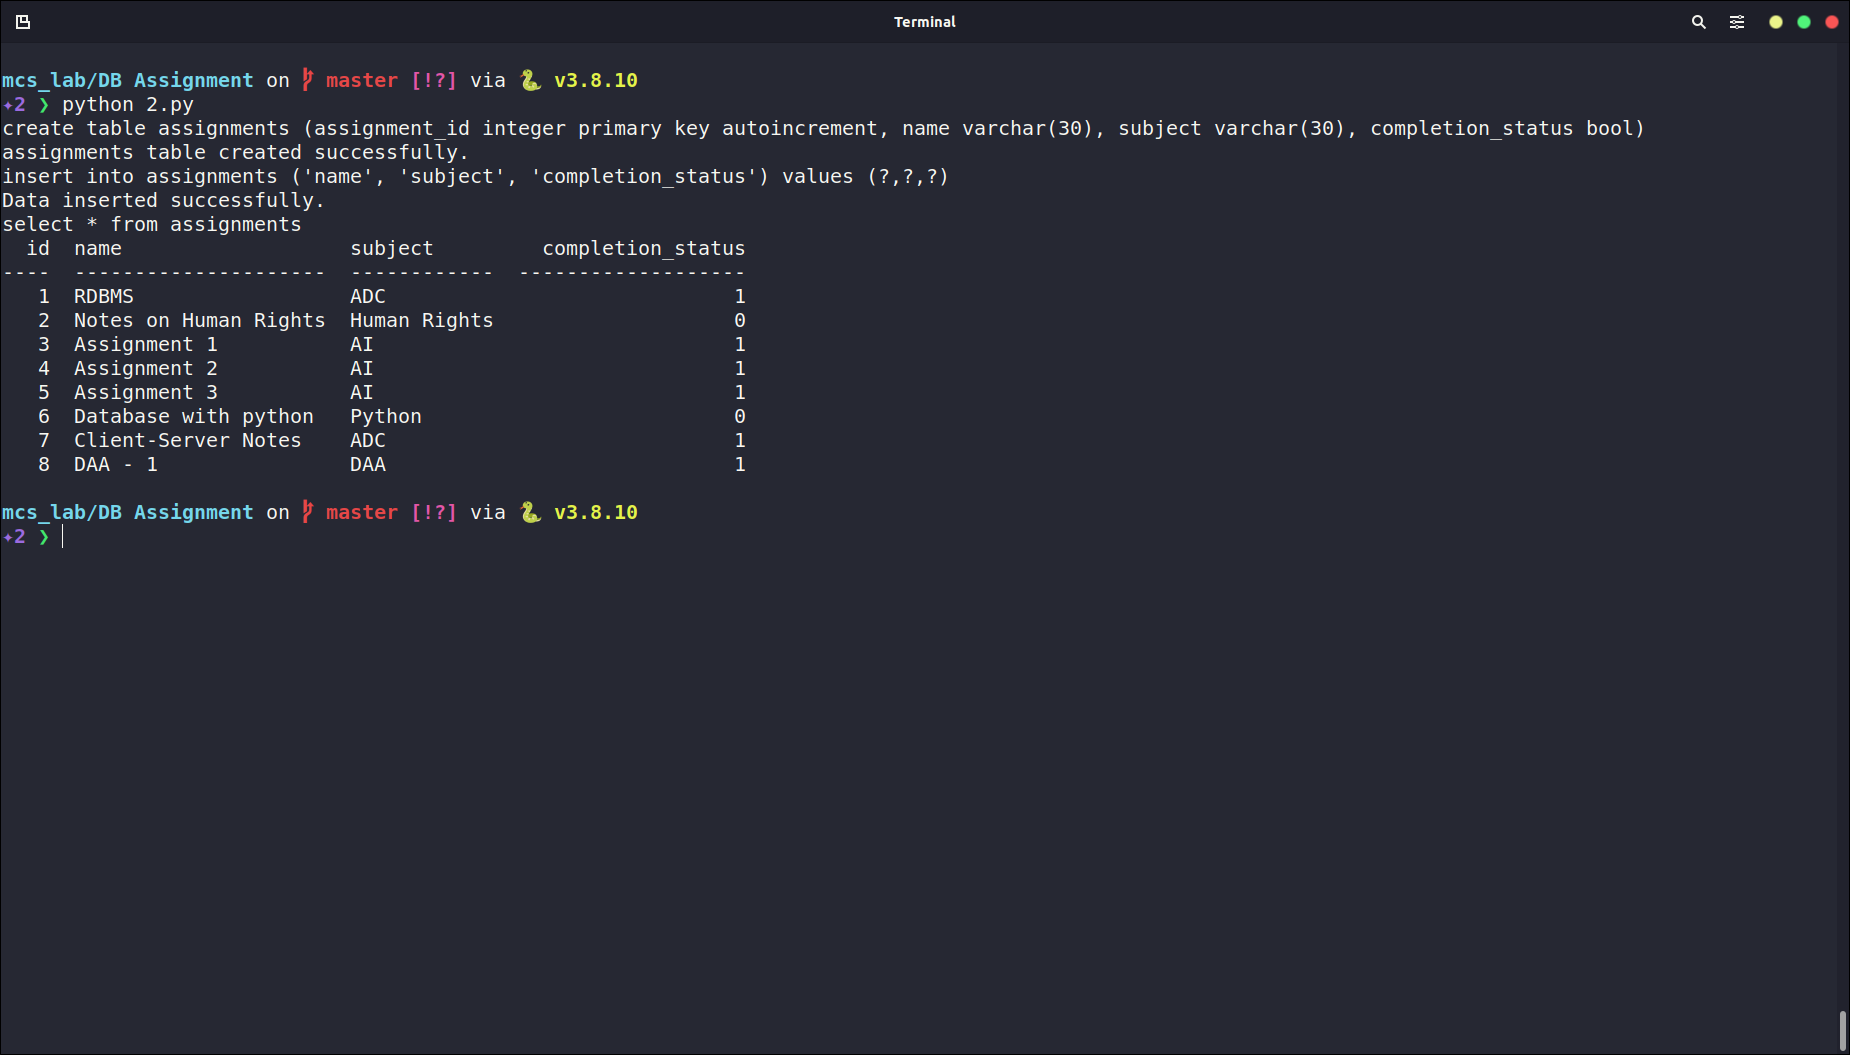 Terminal
mcs_lab/DB Assignment on master [!?] via 🐍 v3.8.10
✦2 ❯ python 2.py
create table assignments (assignment_id integer primary key autoincrement, name varchar(30), subject varchar(30), completion_status bool)
assignments table created successfully.
insert into assignments ('name', 'subject', 'completion_status') values (?,?,?)
Data inserted successfully.
select * from assignments
  id  name                   subject         completion_status
----  ---------------------  ------------  -------------------
   1  RDBMS                  ADC                             1
   2  Notes on Human Rights  Human Rights                    0
   3  Assignment 1           AI                              1
   4  Assignment 2           AI                              1
   5  Assignment 3           AI                              1
   6  Database with python   Python                          0
   7  Client-Server Notes    ADC                             1
   8  DAA - 1                DAA                             1
mcs_lab/DB Assignment on master [!?] via 🐍 v3.8.10
✦2 ❯